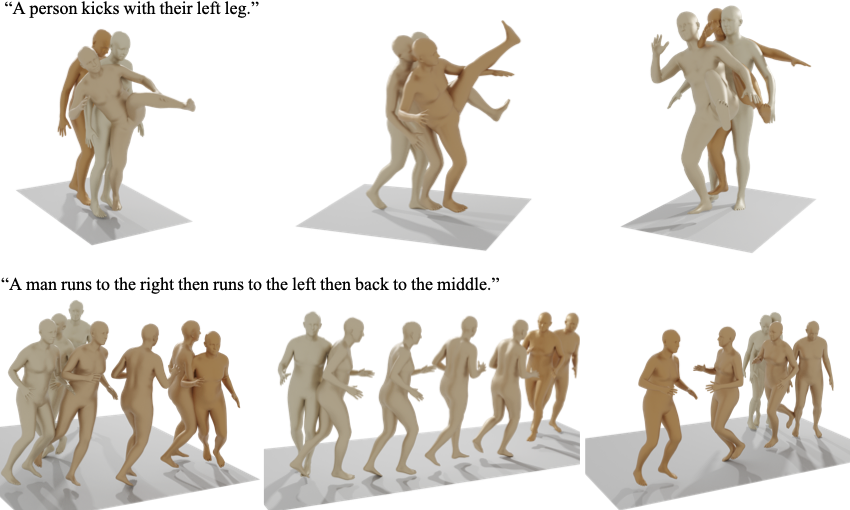 “A person kicks with their left leg.”
“A man runs to the right then runs to the left then back to the middle.”